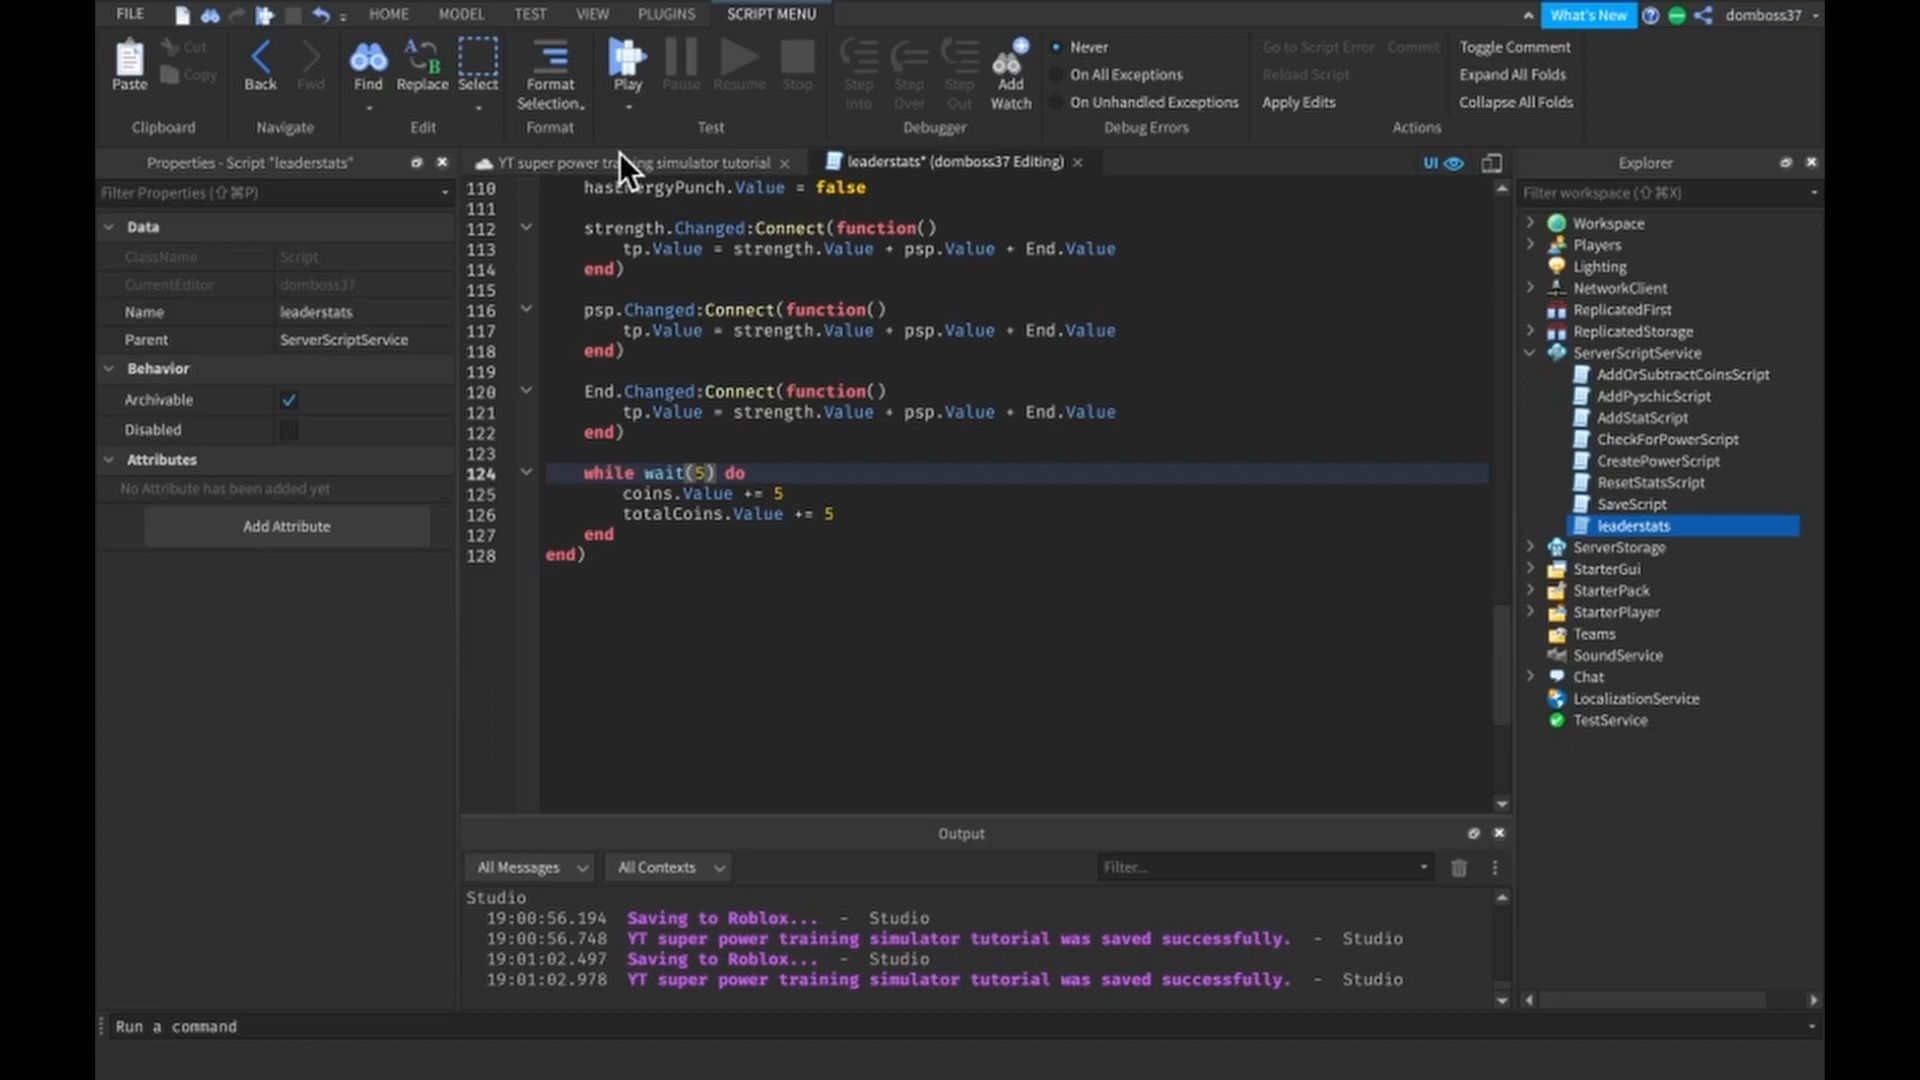 FILE HOME MODEL TEST VIEW PLUGINS SCRIPT MENU What's New domboss37
Paste Cut Copy Back Fwd Find Replace Select Format Selection Play Pause Resume Stop Step Into Step Over Step Out Add Watch
Never
On All Exceptions
On Unhandled Exceptions
Go to Script Error Commit
Reload Script
Apply Edits
Toggle Comment
Expand All Folds
Collapse All Folds
Clipboard Navigate Edit Format Test Debugger Debug Errors Actions
Properties - Script "leaderstats"
Filter Properties (⇧⌘P)
Data
ClassName Script
CurrentEditor domboss37
Name leaderstats
Parent ServerScriptService
Behavior
Archivable
Disabled
Attributes
No Attribute has been added yet
Add Attribute
YT super power training simulator tutorial × leaderstats* (domboss37 Editing) × UI
110 hasEnergyPunch.Value = false
111
112 strength.Changed:Connect(function()
113 tp.Value = strength.Value + psp.Value + End.Value
114 end)
115
116 psp.Changed:Connect(function()
117 tp.Value = strength.Value + psp.Value + End.Value
118 end)
119
120 End.Changed:Connect(function()
121 tp.Value = strength.Value + psp.Value + End.Value
122 end)
123
124 while wait(5) do
125 coins.Value += 5
126 totalCoins.Value += 5
127 end
128 end)
Output
All Messages All Contexts Filter...
Studio
19:00:56.194 Saving to Roblox... - Studio
19:00:56.748 YT super power training simulator tutorial was saved successfully. - Studio
19:01:02.497 Saving to Roblox... - Studio
19:01:02.978 YT super power training simulator tutorial was saved successfully. - Studio
Run a command
Explorer
Filter workspace (⇧⌘X)
Workspace
Players
Lighting
NetworkClient
ReplicatedFirst
ReplicatedStorage
ServerScriptService
AddOrSubtractCoinsScript
AddPyschicScript
AddStatScript
CheckForPowerScript
CreatePowerScript
ResetStatsScript
SaveScript
leaderstats
ServerStorage
StarterGui
StarterPack
StarterPlayer
Teams
SoundService
Chat
LocalizationService
TestService